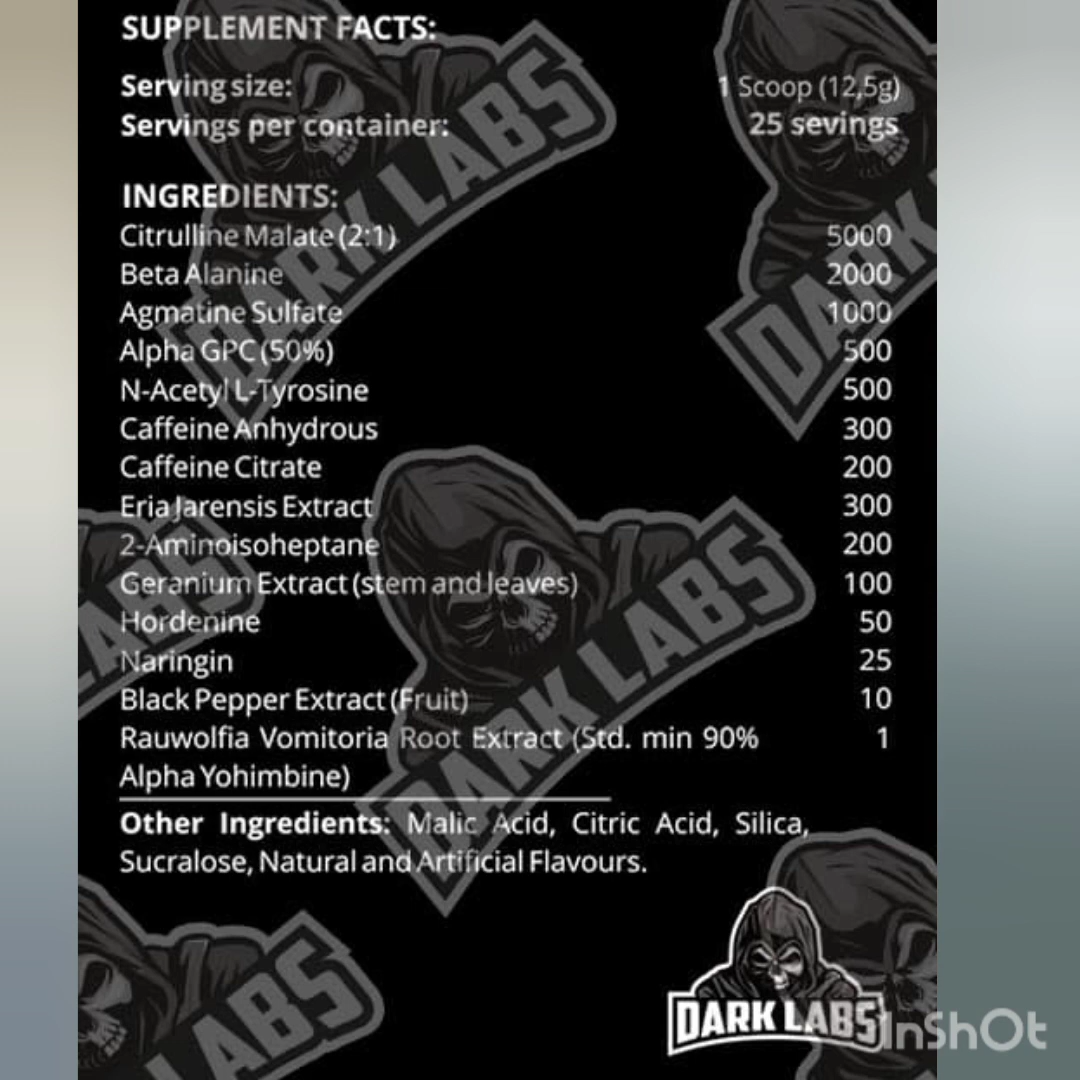 SUPPLEMENT FACTS:
Serving size: 1 Scoop (12,5g)
Servings per container: 25 sevings
INGREDIENTS:
Citrulline Malate (2:1) 5000
Beta Alanine 2000
Agmatine Sulfate 1000
Alpha GPC (50%) 500
N-Acetyl L-Tyrosine 500
Caffeine Anhydrous 300
Caffeine Citrate 200
Eria Jarensis Extract 300
2-Aminoisoheptane 200
Geranium Extract (stem and leaves) 100
Hordenine 50
Naringin 25
Black Pepper Extract (Fruit) 10
Rauwolfia Vomitoria Root Extract (Std. min 90% 1
Alpha Yohimbine)
Other Ingredients: Malic Acid, Citric Acid, Silica,
Sucralose, Natural and Artificial Flavours.
DARK LABS
DARK
DARK LABS
LABS
LABS
DARK LABS
InShOt